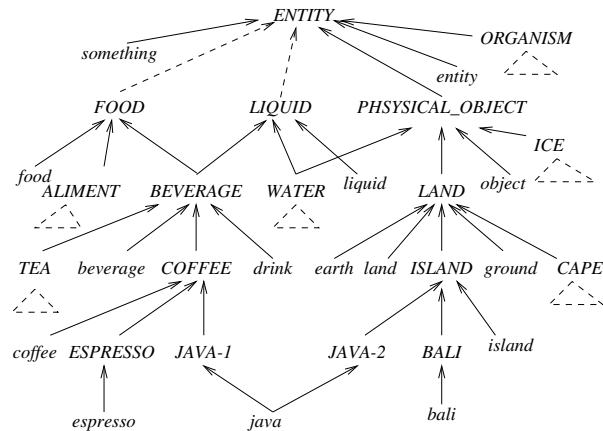 ENTITY
something
ORGANISM
entity
FOOD LIQUID PHSYSICAL_OBJECT
ICE
food
ALIMENT BEVERAGE WATER liquid LAND object
TEA beverage COFFEE drink earth land ISLAND ground CAPE
coffee ESPRESSO JAVA-1 JAVA-2 BALI island
espresso java bali